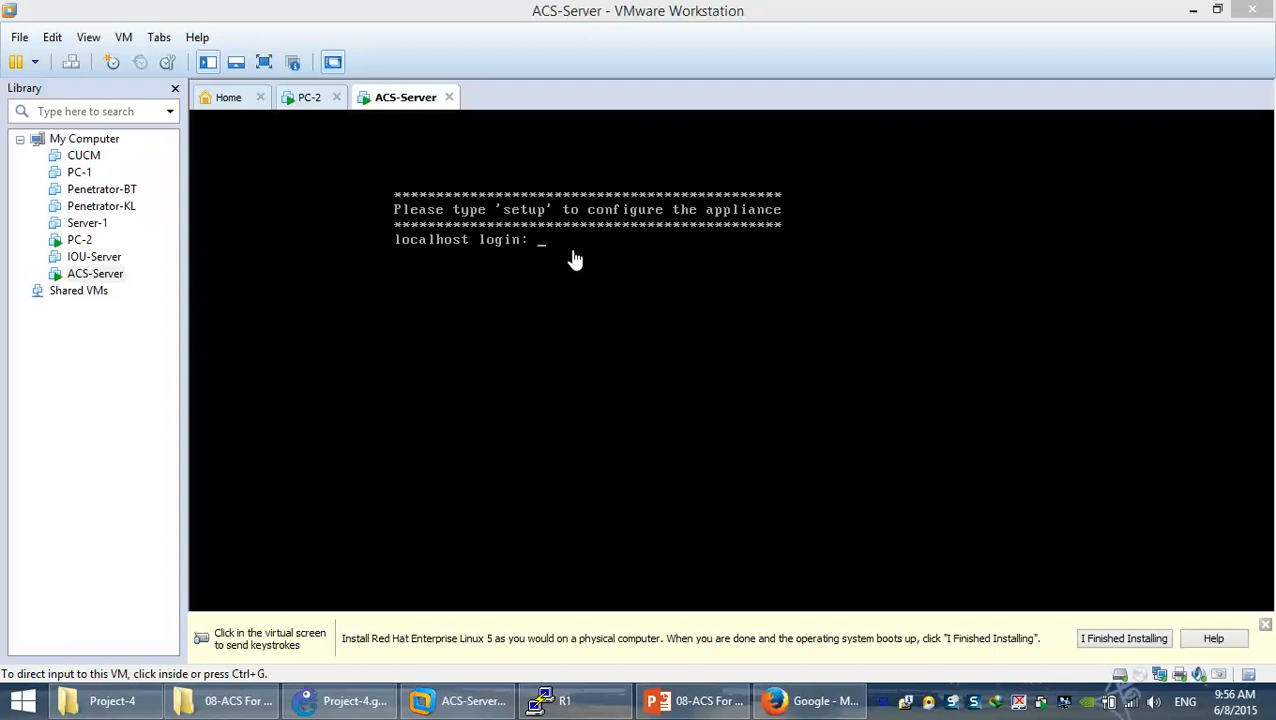 ACS-Server - VMware Workstation
File Edit View VM Tabs Help
Library
Type here to search
Home PC-2 ACS-Server
My Computer
CUCM
PC-1
Penetrator-BT
Penetrator-KL
Server-1
PC-2
IOU-Server
ACS-Server
Shared VMs
**********************************************
Please type 'setup' to configure the appliance
**********************************************
localhost login: _
Click in the virtual screen
to send keystrokes
Install Red Hat Enterprise Linux 5 as you would on a physical computer. When you are done and the operating system boots up, click "I Finished Installing".
I Finished Installing
Help
To direct input to this VM, click inside or press Ctrl+G.
Project-4
08-ACS For ...
Project-4.g...
ACS-Server...
R1
08-ACS For ...
Google - M...
ENG
9:56 AM
6/8/2015